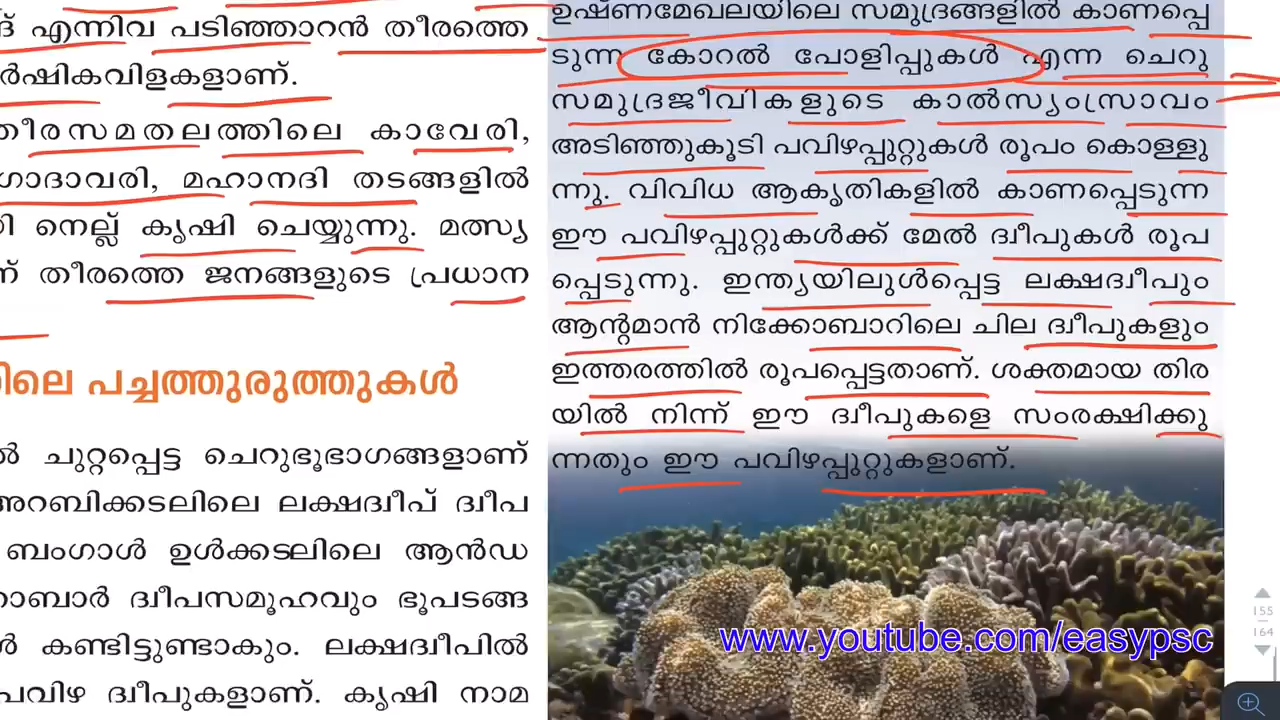 എന്നിവ പടിഞ്ഞാറൻ തീരത്തെ
ർഷികവിളകളാണ്.
തീരസമതലത്തിലെ കാവേരി,
ഗോദാവരി, മഹാനദി തടങ്ങളിൽ
നെല്ല് കൃഷി ചെയ്യുന്നു. മത്സ്യ
തീരത്തെ ജനങ്ങളുടെ പ്രധാന
ിലെ പച്ചത്തുരുത്തുകൾ
ൽ ചുറ്റപ്പെട്ട ചെറുഭൂഭാഗങ്ങളാണ്
അറബിക്കടലിലെ ലക്ഷദ്വീപ് ദ്വീപ
ബംഗാൾ ഉൾക്കടലിലെ ആൻഡ
ാബാർ ദ്വീപസമൂഹവും ഭൂപടങ്ങ
ൽ കണ്ടിട്ടുണ്ടാകും. ലക്ഷദ്വീപിൽ
പവിഴ ദ്വീപുകളാണ്. കൃഷി നാമ
ഉഷ്ണമേഖലയിലെ സമുദ്രങ്ങളിൽ കാണപ്പെ
ടുന്ന കോറൽ പോളിപ്പുകൾ എന്ന ചെറു
സമുദ്രജീവികളുടെ കാൽസ്യംസ്രാവം
അടിഞ്ഞുകൂടി പവിഴപ്പുറ്റുകൾ രൂപം കൊള്ളു
ന്നു. വിവിധ ആകൃതികളിൽ കാണപ്പെടുന്ന
ഈ പവിഴപ്പുറ്റുകൾക്ക് മേൽ ദ്വീപുകൾ രൂപ
പ്പെടുന്നു. ഇന്ത്യയിലുൾപ്പെട്ട ലക്ഷദ്വീപും
ആന്റമാൻ നിക്കോബാറിലെ ചില ദ്വീപുകളും
ഇത്തരത്തിൽ രൂപപ്പെട്ടതാണ്. ശക്തമായ തിര
യിൽ നിന്ന് ഈ ദ്വീപുകളെ സംരക്ഷിക്കു
ന്നതും ഈ പവിഴപ്പുറ്റുകളാണ്.
www.youtube.com/easypsc
155
164